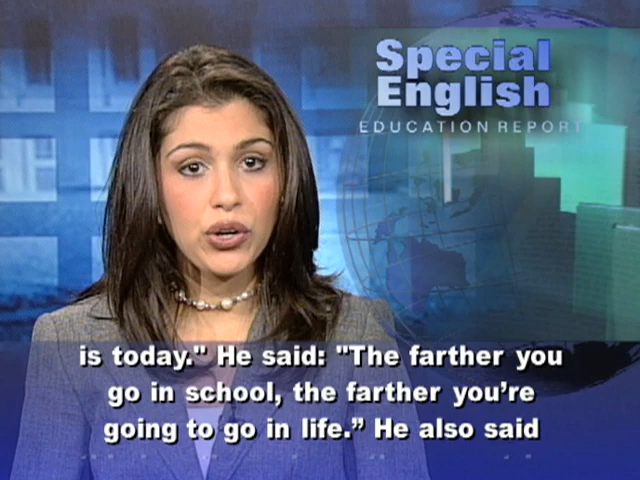 Special
English
EDUCATION REPORT
is today." He said: "The farther you
go in school, the farther you’re
going to go in life.” He also said